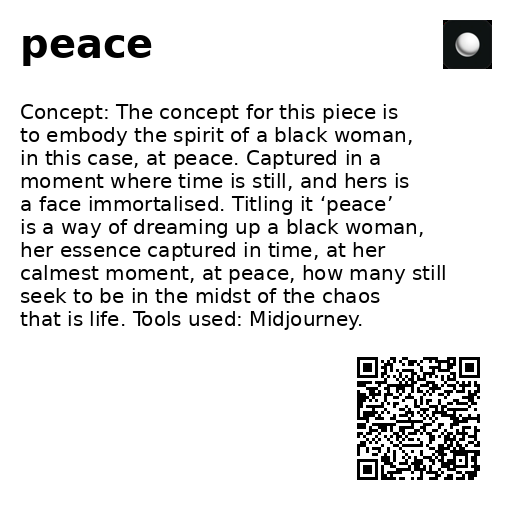 peace
Concept: The concept for this piece is
to embody the spirit of a black woman,
in this case, at peace. Captured in a
moment where time is still, and hers is
a face immortalised. Titling it ‘peace’
is a way of dreaming up a black woman,
her essence captured in time, at her
calmest moment, at peace, how many still
seek to be in the midst of the chaos
that is life. Tools used: Midjourney.